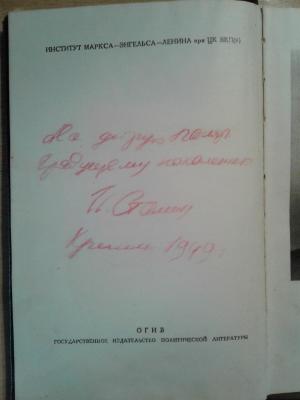 ИНСТИТУТ МАРКСА—ЭНГЕЛЬСА—ЛЕНИНА при ЦК ВКП(б)
На добрую память
будущему поколению
И. Сталин
Кремль 1949 г.
ОГИЗ
ГОСУДАРСТВЕННОЕ ИЗДАТЕЛЬСТВО ПОЛИТИЧЕСКОЙ ЛИТЕРАТУРЫ